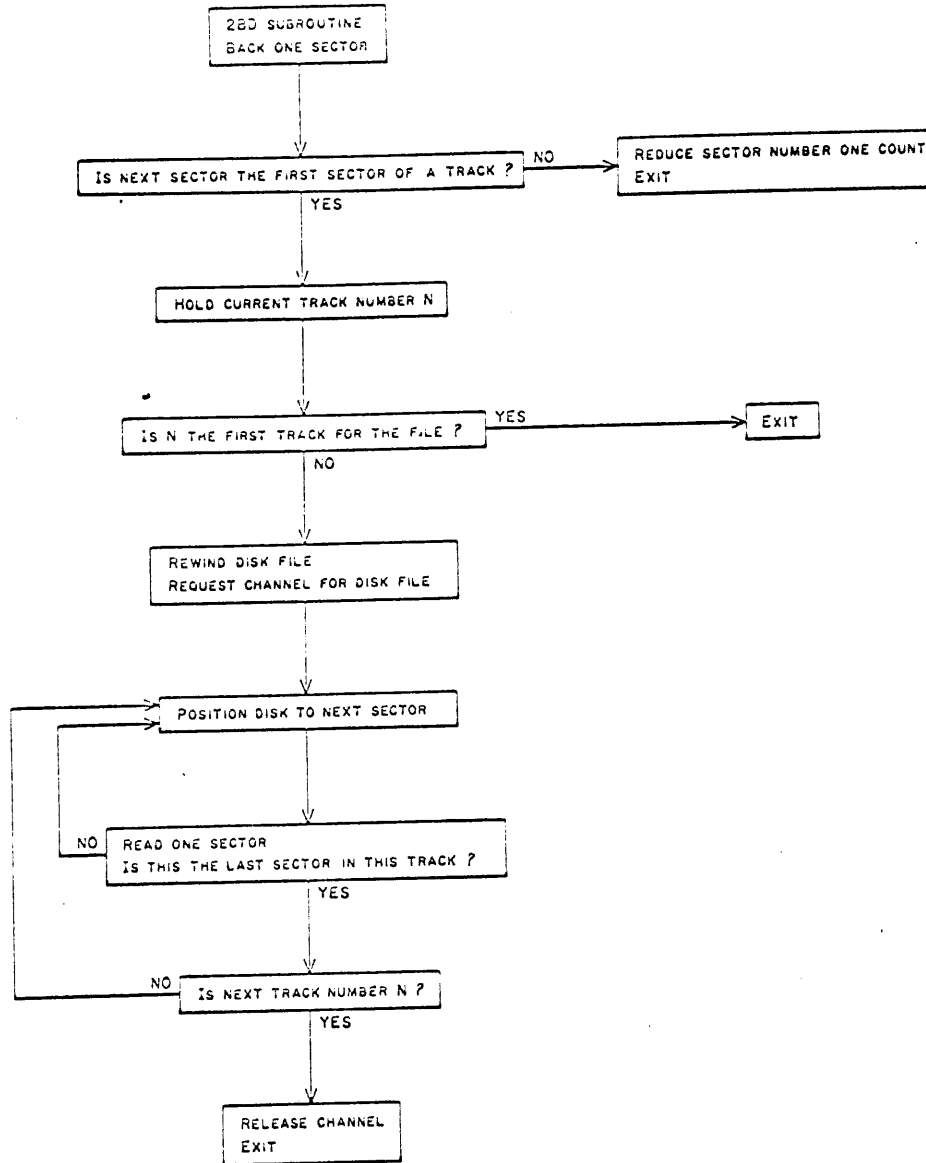 2BD SUBROUTINE
BACK ONE SECTOR
IS NEXT SECTOR THE FIRST SECTOR OF A TRACK ?
NO
REDUCE SECTOR NUMBER ONE COUNT
EXIT
YES
HOLD CURRENT TRACK NUMBER N
IS N THE FIRST TRACK FOR THE FILE ?
YES
EXIT
NO
REWIND DISK FILE
REQUEST CHANNEL FOR DISK FILE
POSITION DISK TO NEXT SECTOR
NO
READ ONE SECTOR
IS THIS THE LAST SECTOR IN THIS TRACK ?
YES
NO
IS NEXT TRACK NUMBER N ?
YES
RELEASE CHANNEL
EXIT